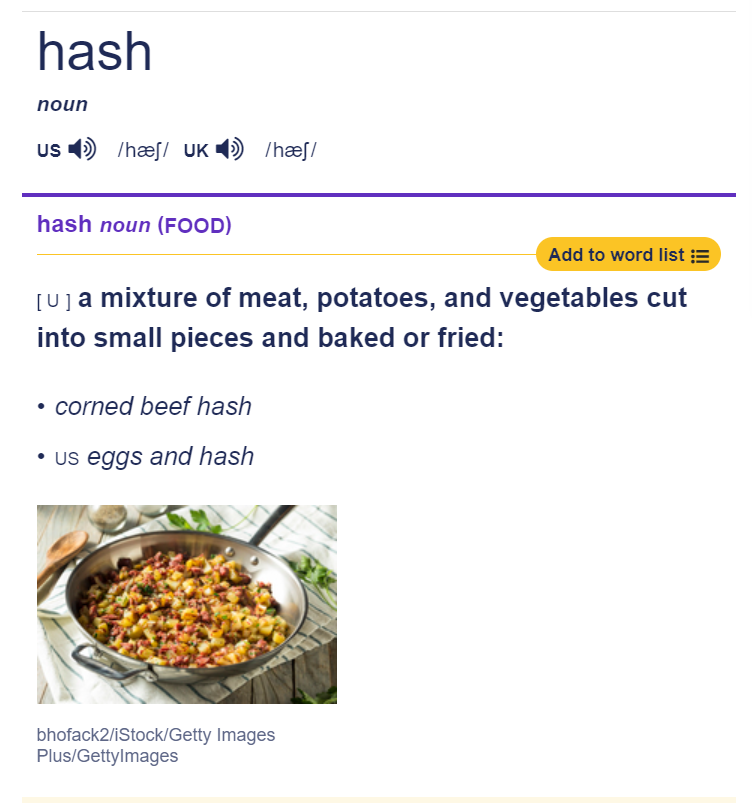 hash
noun
US /hæʃ/ UK /hæʃ/
hash noun (FOOD)
Add to word list
[ U ] a mixture of meat, potatoes, and vegetables cut
into small pieces and baked or fried:
• corned beef hash
• US eggs and hash
bhofack2/iStock/Getty Images
Plus/GettyImages